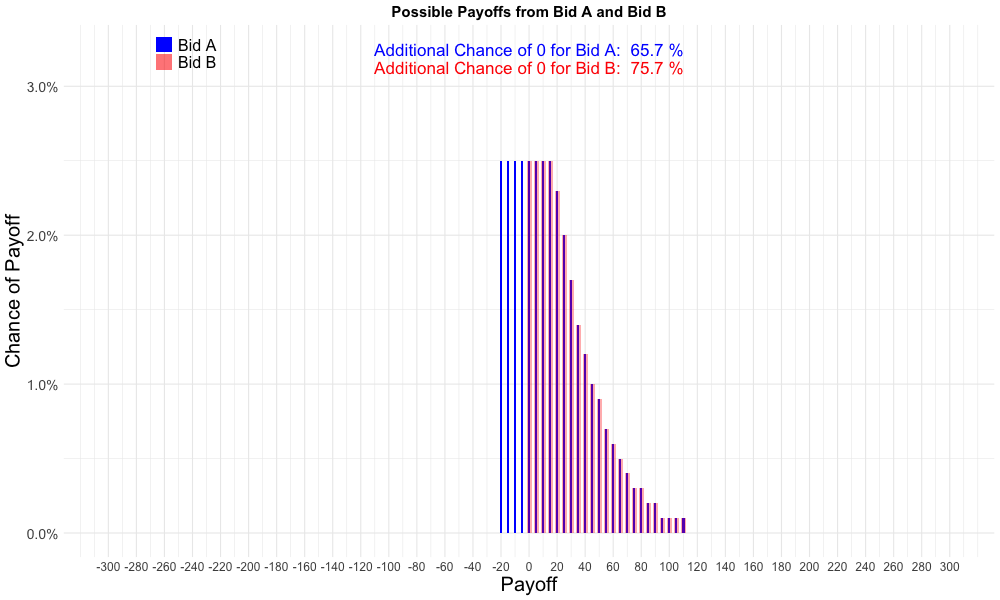 Possible Payoffs from Bid A and Bid B
Bid A
Bid B
Additional Chance of 0 for Bid A: 65.7 %
Additional Chance of 0 for Bid B: 75.7 %
Chance of Payoff
3.0%
2.0%
1.0%
0.0%
-300 -280 -260 -240 -220 -200 -180 -160 -140 -120 -100 -80 -60 -40 -20 0 20 40 60 80 100 120 140 160 180 200 220 240 260 280 300
Payoff